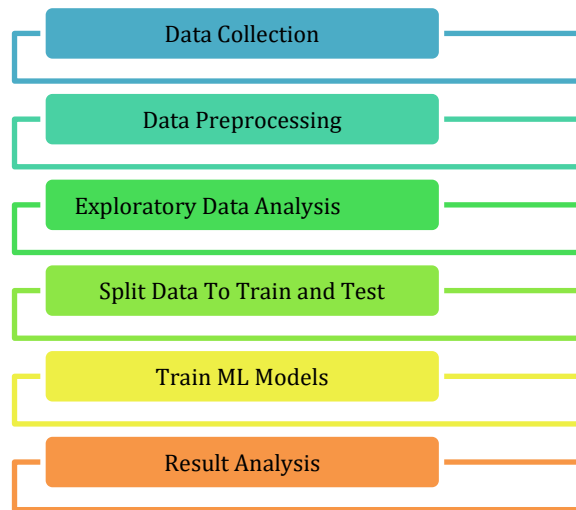 Data Collection
Data Preprocessing
Exploratory Data Analysis
Split Data To Train and Test
Train ML Models
Result Analysis